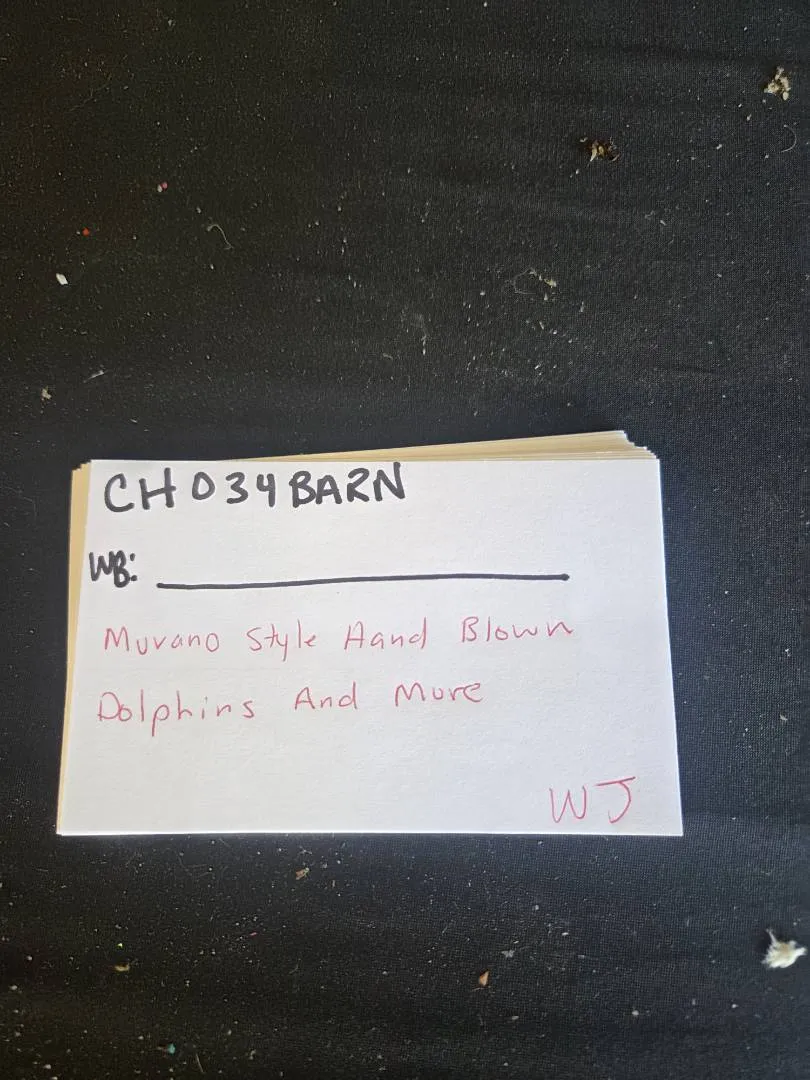 CH034BARN
WB:
Murano Style Hand Blown
Dolphins And More
WJ